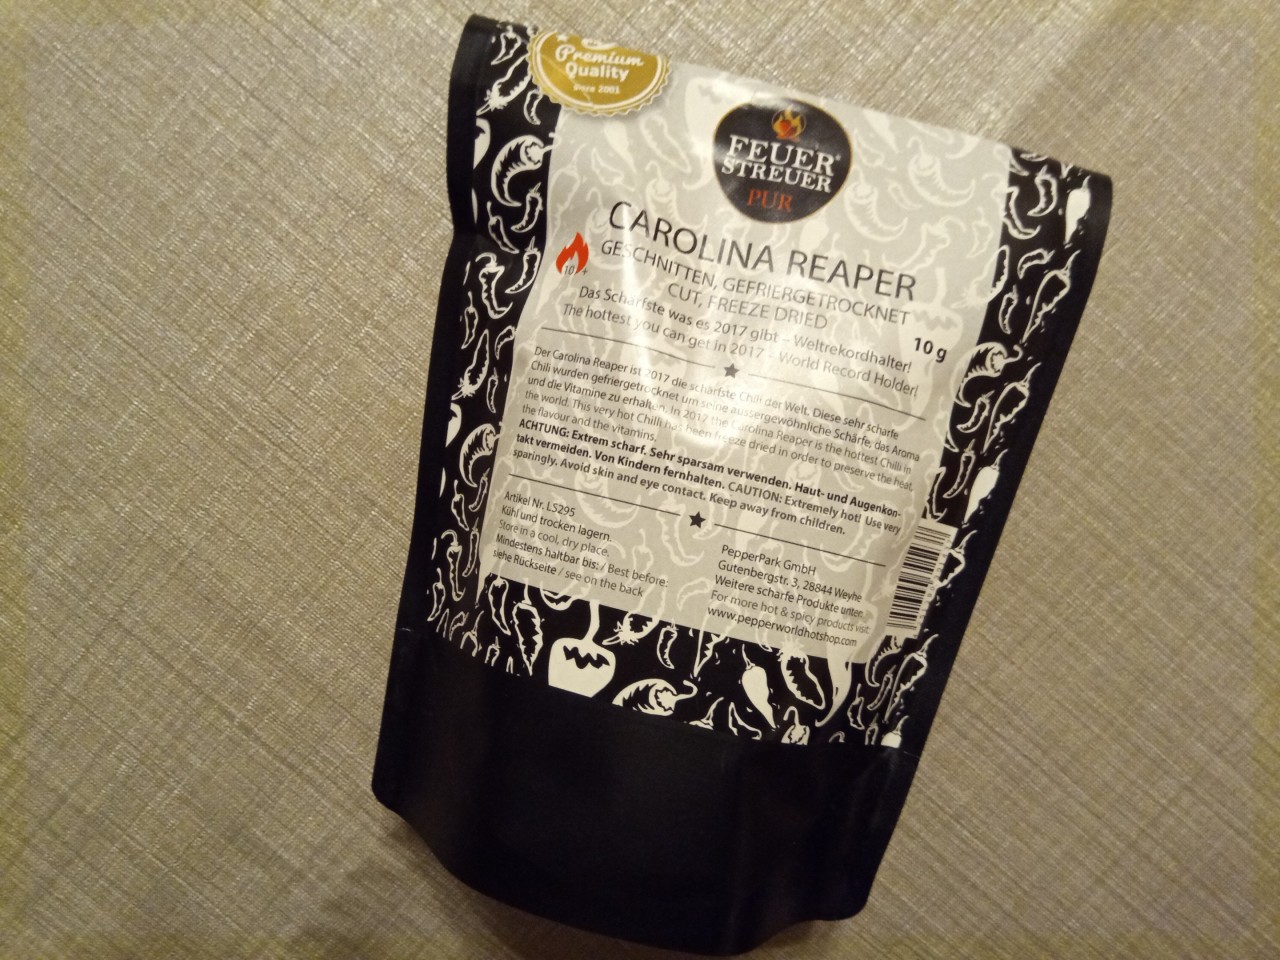 Premium
Quality
since 2001
FEUER®
STREUER
PUR
CAROLINA REAPER
GESCHNITTEN, GEFRIERGETROCKNET
CUT, FREEZE DRIED
10+
10 g
Das Schärfste was es 2017 gibt – Weltrekordhalter!
The hottest you can get in 2017 – World Record Holder!
Der Carolina Reaper ist 2017 die schärfste Chili der Welt. Diese sehr scharfe
Chili wurden gefriergetrocknet um seine aussergewöhnliche Schärfe, das Aroma
und die Vitamine zu erhalten. In 2017 the Carolina Reaper is the hottest Chilli in
the world. This very hot Chilli has been freeze dried in order to preserve the heat,
the flavour and the vitamins.
ACHTUNG: Extrem scharf. Sehr sparsam verwenden. Haut- und Augenkon-
takt vermeiden. Von Kindern fernhalten. CAUTION: Extremely hot! Use very
sparingly. Avoid skin and eye contact. Keep away from children.
Artikel Nr. LS295
Kühl und trocken lagern.
Store in a cool, dry place.
Mindestens haltbar bis: / Best before:
siehe Rückseite / see on the back
PepperPark GmbH
Gutenbergstr. 3, 28844 Weyhe
Weitere scharfe Produkte unter:
For more hot & spicy products visit:
www.pepperworldhotshop.com